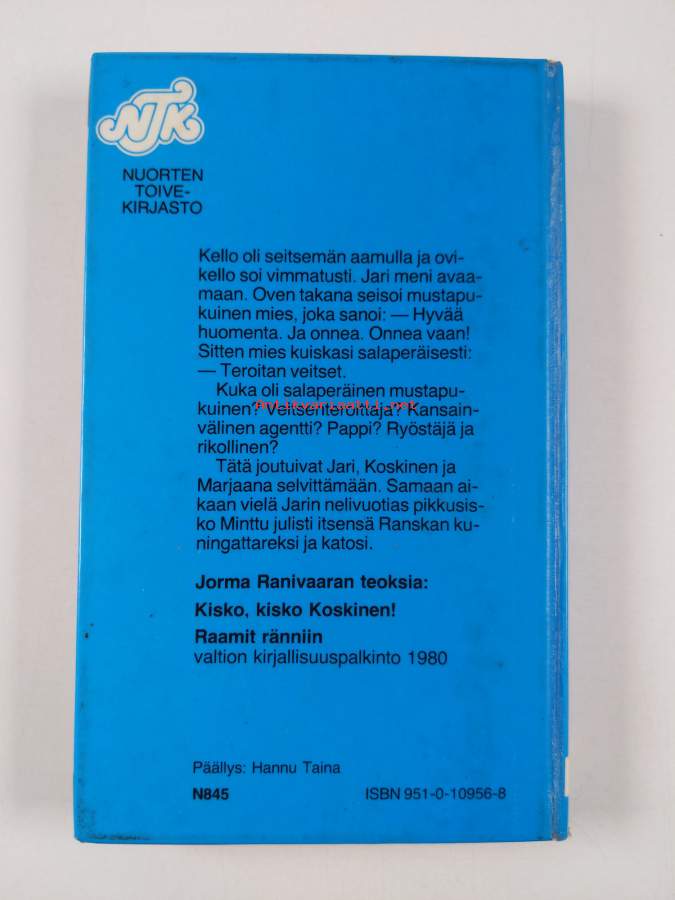 NTK
NUORTEN
TOIVE-
KIRJASTO
Kello oli seitsemän aamulla ja ovi-
kello soi vimmatusti. Jari meni avaa-
maan. Oven takana seisoi mustapu-
kuinen mies, joka sanoi: — Hyvää
huomenta. Ja onnea. Onnea vaan!
Sitten mies kuiskasi salaperäisesti:
— Teroitan veitset.
Kuka oli salaperäinen mustapu-
kuinen? Veitsenteroittaja? Kansain-
välinen agentti? Pappi? Ryöstäjä ja
rikollinen?
Tätä joutuivat Jari, Koskinen ja
Marjaana selvittämään. Samaan ai-
kaan vielä Jarin nelivuotias pikkusis-
ko Minttu julisti itsensä Ranskan ku-
ningattareksi ja katosi.
Jorma Ranivaaran teoksia:
Kisko, kisko Koskinen!
Raamit ränniin
valtion kirjallisuuspalkinto 1980
Päällys: Hannu Taina
N845 ISBN 951-0-10956-8
antikvariaatti.net